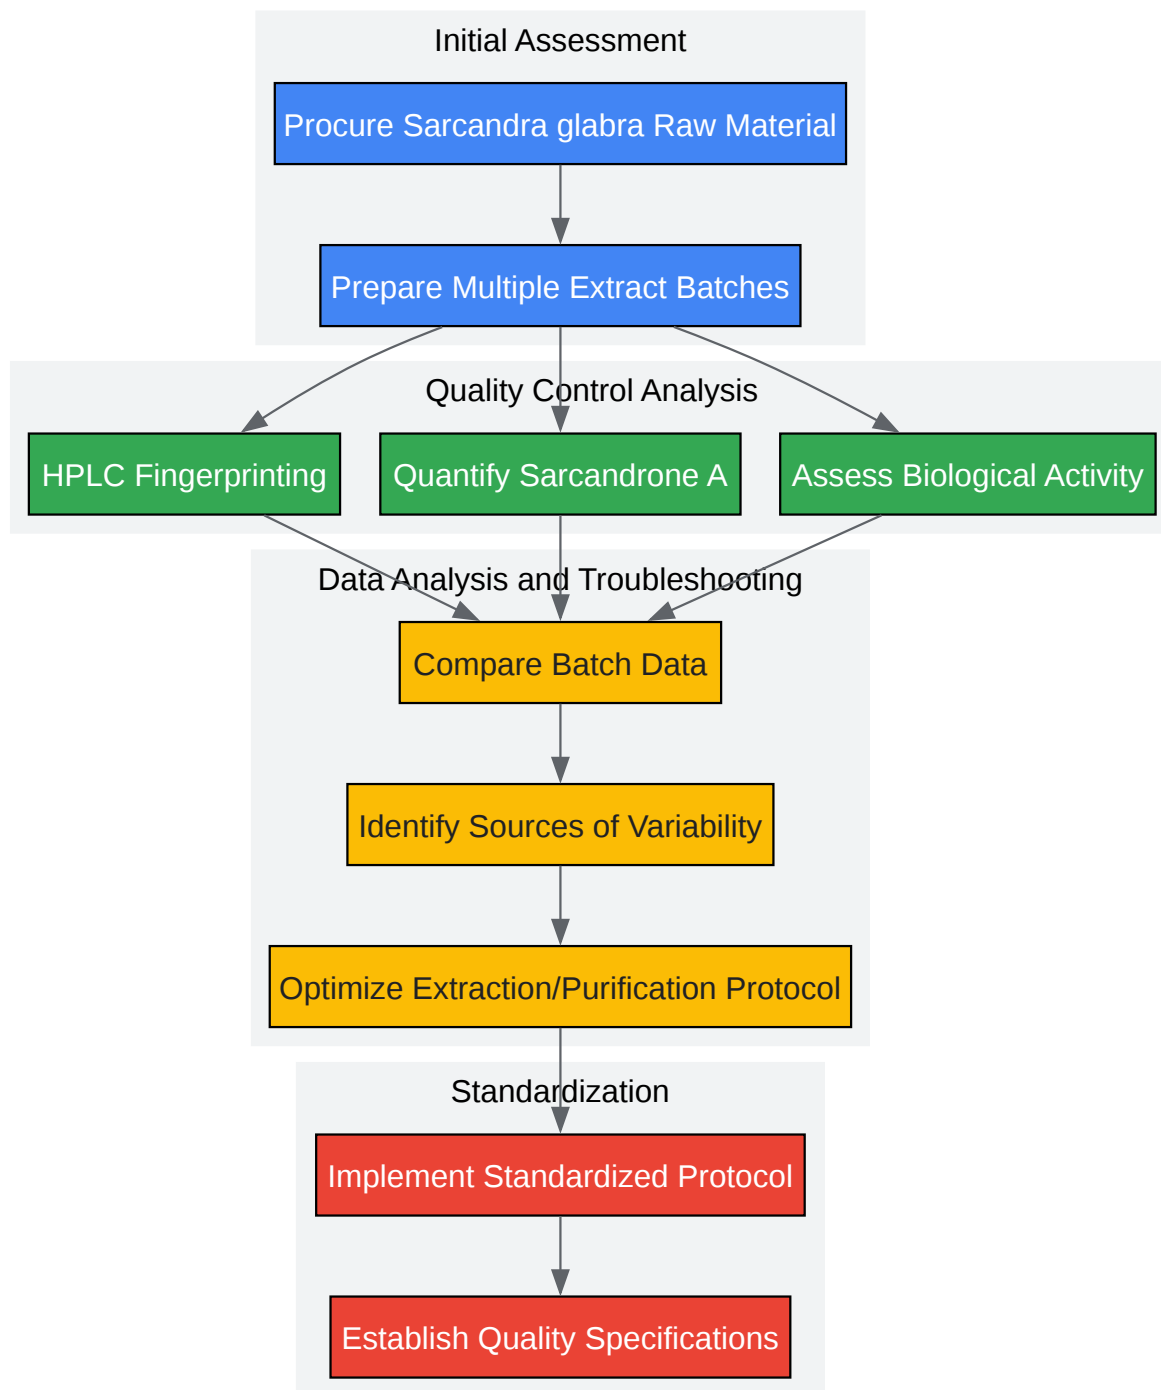 Initial Assessment
Procure Sarcandra glabra Raw Material
Prepare Multiple Extract Batches
Quality Control Analysis
HPLC Fingerprinting
Quantify Sarcandrone A
Assess Biological Activity
Data Analysis and Troubleshooting
Compare Batch Data
Identify Sources of Variability
Optimize Extraction/Purification Protocol
Standardization
Implement Standardized Protocol
Establish Quality Specifications